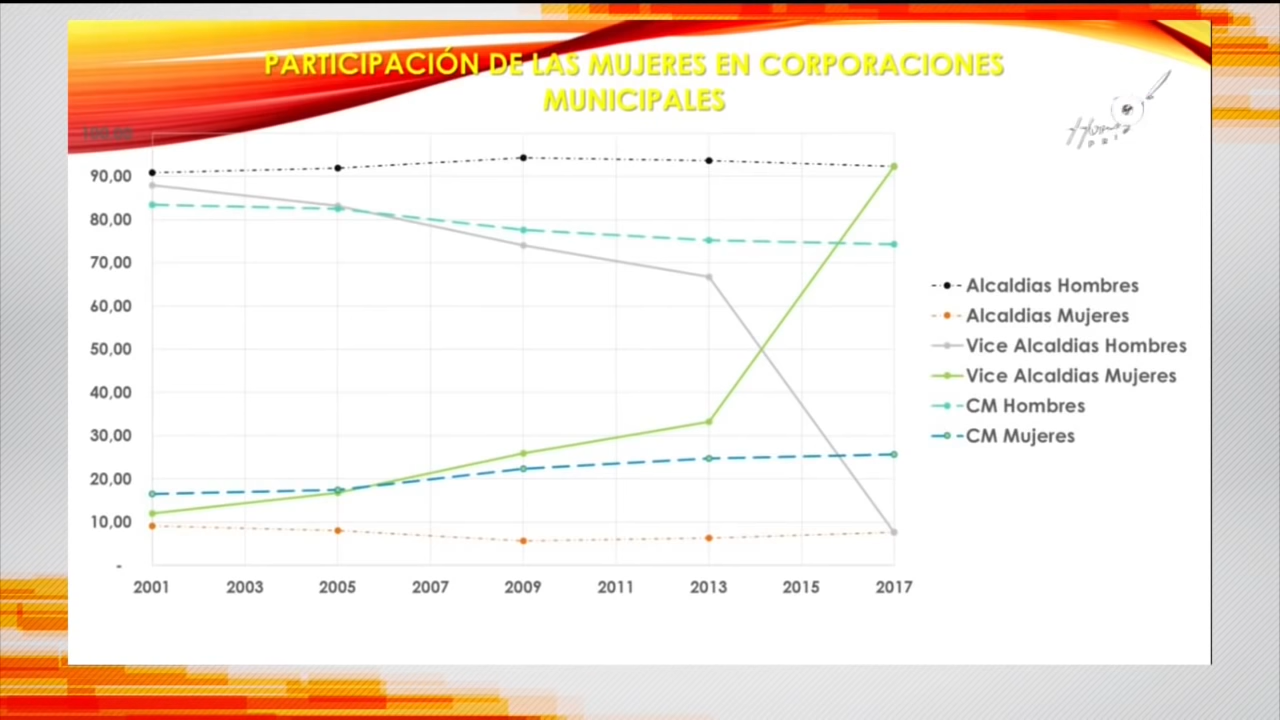 PARTICIPACIÓN DE LAS MUJERES EN CORPORACIONES
MUNICIPALES
100,00
90,00
80,00
70,00
60,00
50,00
40,00
30,00
20,00
10,00
-
2001 2003 2005 2007 2009 2011 2013 2015 2017
Alcaldias Hombres
Alcaldias Mujeres
Vice Alcaldias Hombres
Vice Alcaldias Mujeres
CM Hombres
CM Mujeres